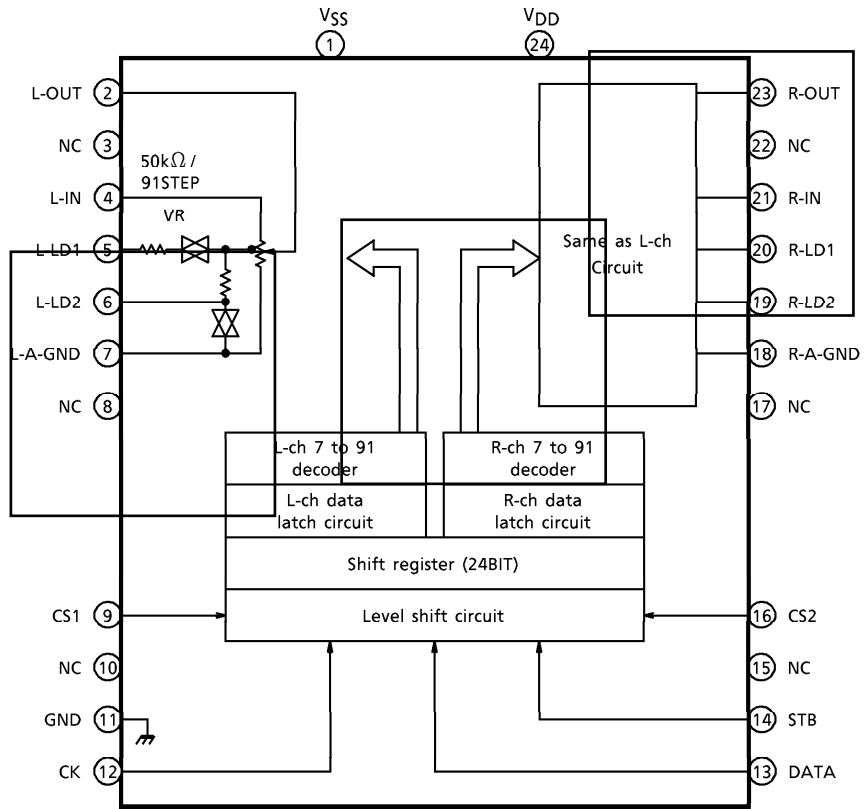 VSS
VDD
1
24
L-OUT 2
23 R-OUT
NC 3
22 NC
50kΩ /
91STEP
L-IN 4
21 R-IN
VR
L-LD1 5
20 R-LD1
Same as L-ch
Circuit
L-LD2 6
19 R-LD2
L-A-GND 7
18 R-A-GND
NC 8
17 NC
L-ch 7 to 91
decoder
R-ch 7 to 91
decoder
L-ch data
latch circuit
R-ch data
latch circuit
Shift register (24BIT)
CS1 9
Level shift circuit
16 CS2
NC 10
15 NC
GND 11
14 STB
CK 12
13 DATA